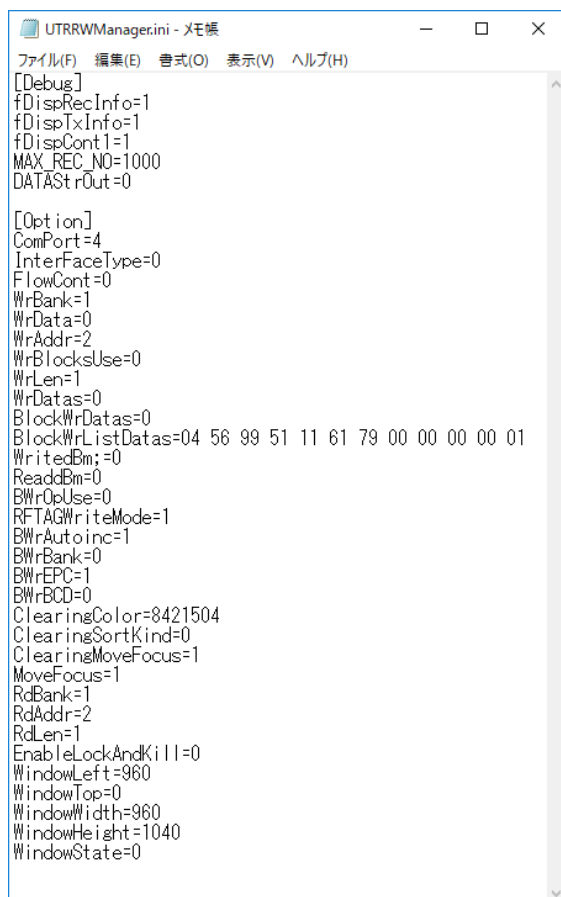 UTRRWManager.ini - メモ帳
ファイル(F) 編集(E) 書式(O) 表示(V) ヘルプ(H)
[Debug]
fDispRecInfo=1
fDispTxInfo=1
fDispCont1=1
MAX_REC_NO=1000
DATAStrOut=0
[Option]
ComPort=4
InterFaceType=0
FlowCont=0
WrBank=1
WrData=0
WrAddr=2
WrBlocksUse=0
WrLen=1
WrDatas=0
BlockWrDatas=0
BlockWrListDatas=04 56 99 51 11 61 79 00 00 00 00 01
WritedBm;=0
ReaddBm=0
BWrOpUse=0
RFTAGWriteMode=1
BWrAutoinc=1
BWrBank=0
BWrEPC=1
BWrBCD=0
ClearingColor=8421504
ClearingSortKind=0
ClearingMoveFocus=1
MoveFocus=1
RdBank=1
RdAddr=2
RdLen=1
EnableLockAndKill=0
WindowLeft=960
WindowTop=0
WindowWidth=960
WindowHeight=1040
WindowState=0